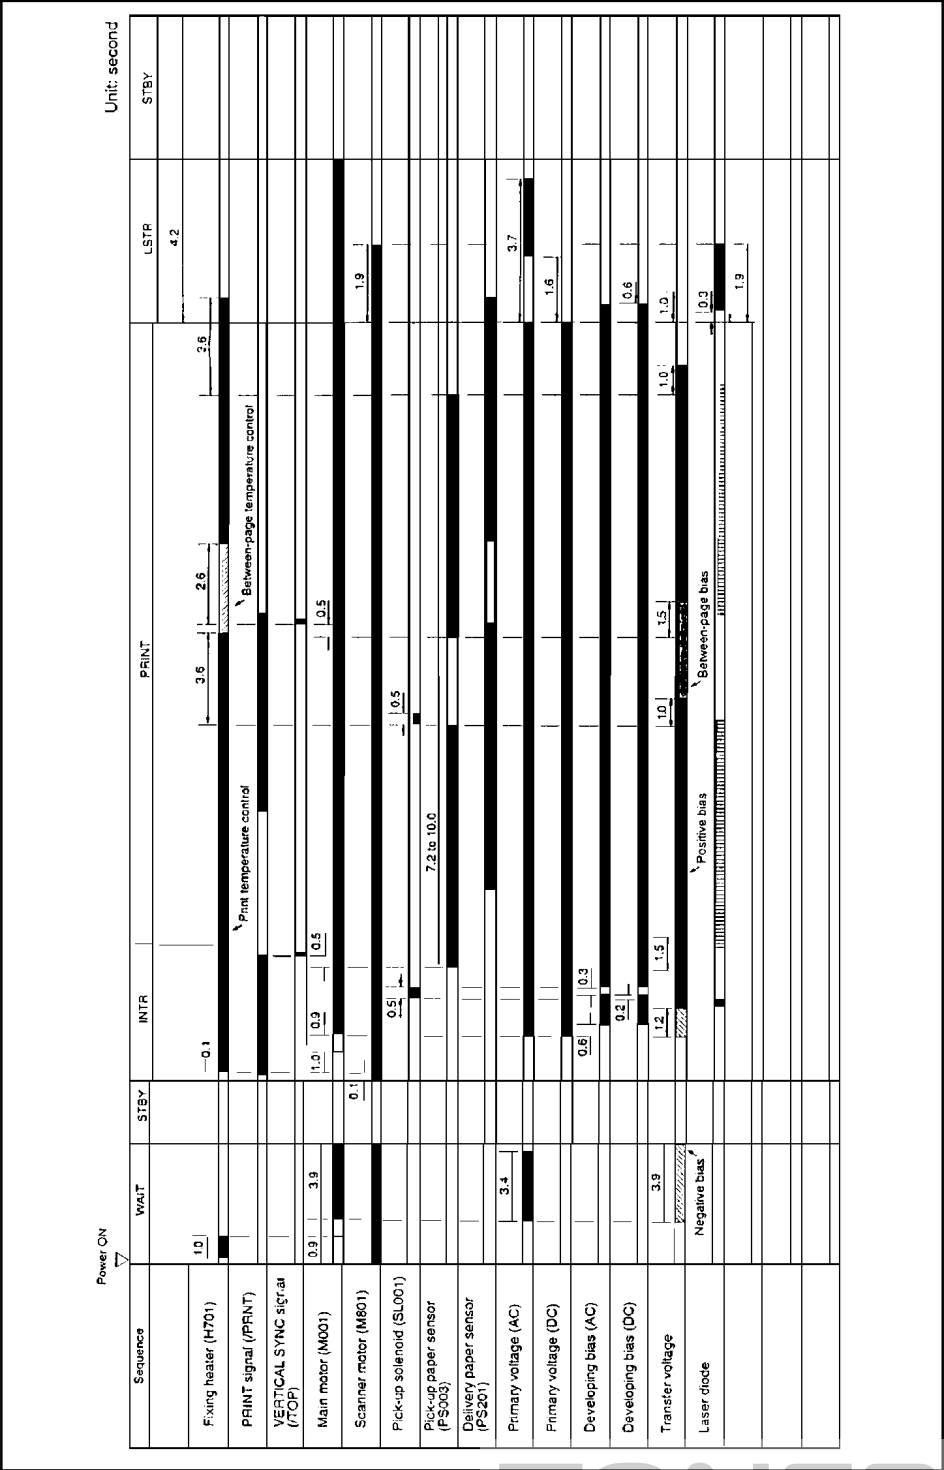 Unit: second
Power ON
Sequence
WAIT
STBY
INTR
PRINT
LSTR
STBY
4.2
Fixing heater (H701)
1.0
0.1
3.6
2.6
3.6
Print temperature control
Between-page temperature control
PRINT signal (/PRNT)
VERTICAL SYNC signal
(/TOP)
Main motor (M001)
0.9
3.9
1.0
0.9
0.5
0.5
Scanner motor (M801)
0.1
1.9
Pick-up solenoid (SL001)
0.5
0.5
Pick-up paper sensor
(PS003)
7.2 to 10.0
Delivery paper sensor
(PS201)
Primary voltage (AC)
3.4
3.7
Primary voltage (DC)
1.6
Developing bias (AC)
0.6
0.3
Developing bias (DC)
0.2
0.6
Transfer voltage
3.9
1.2
1.5
1.0
1.5
1.0
1.0
Negative bias
Positive bias
Between-page bias
Laser diode
0.3
1.9